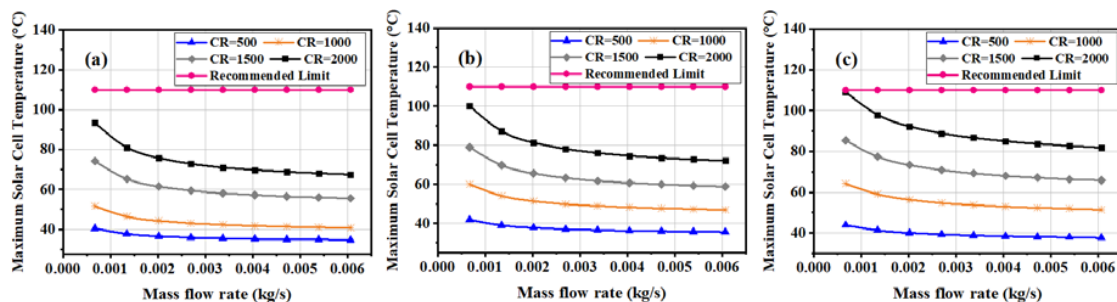 Maximum Solar Cell Temperature (°C)
140
120
100
80
60
40
(a)
CR=500 CR=1000
CR=1500 CR=2000
Recommended Limit
0.000 0.001 0.002 0.003 0.004 0.005 0.006
Mass flow rate (kg/s)
Maximum Solar Cell Temperature (°C)
140
120
100
80
60
40
(b)
CR=500 CR=1000
CR=1500 CR=2000
Recommended Limit
0.000 0.001 0.002 0.003 0.004 0.005 0.006
Mass flow rate (kg/s)
Maximum Solar Cell Temperature (°C)
140
120
100
80
60
40
(c)
CR=500 CR=1000
CR=1500 CR=2000
Recommended Limit
0.000 0.001 0.002 0.003 0.004 0.005 0.006
Mass flow rate (kg/s)